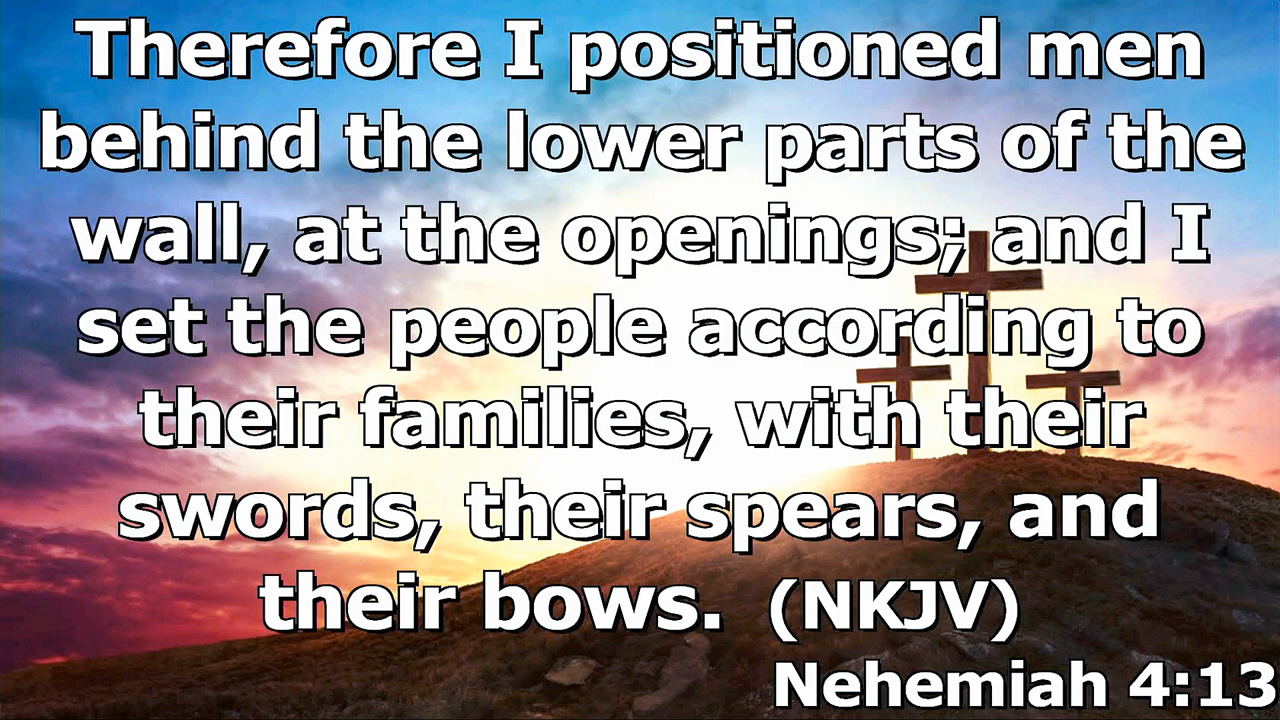 Therefore I positioned men
behind the lower parts of the
wall, at the openings; and I
set the people according to
their families, with their
swords, their spears, and
their bows. (NKJV)
Nehemiah 4:13